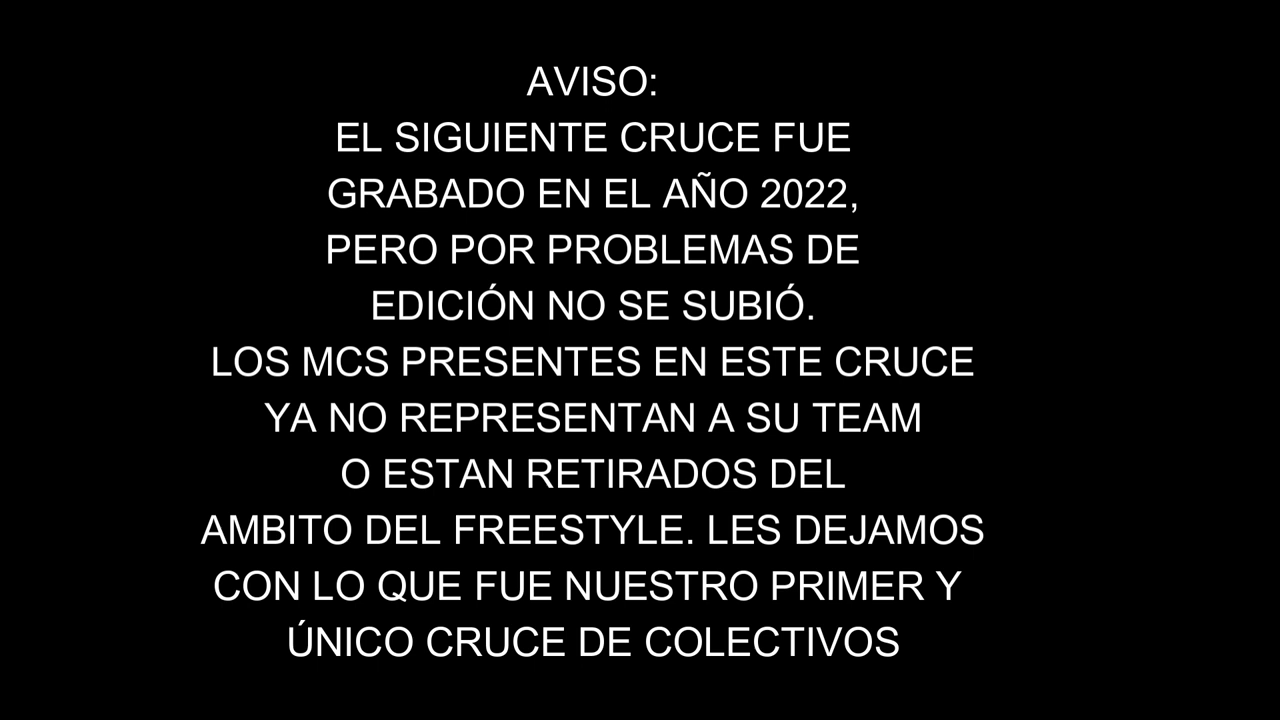 AVISO:
EL SIGUIENTE CRUCE FUE
GRABADO EN EL AÑO 2022,
PERO POR PROBLEMAS DE
EDICIÓN NO SE SUBIÓ.
LOS MCS PRESENTES EN ESTE CRUCE
YA NO REPRESENTAN A SU TEAM
O ESTAN RETIRADOS DEL
AMBITO DEL FREESTYLE. LES DEJAMOS
CON LO QUE FUE NUESTRO PRIMER Y
ÚNICO CRUCE DE COLECTIVOS